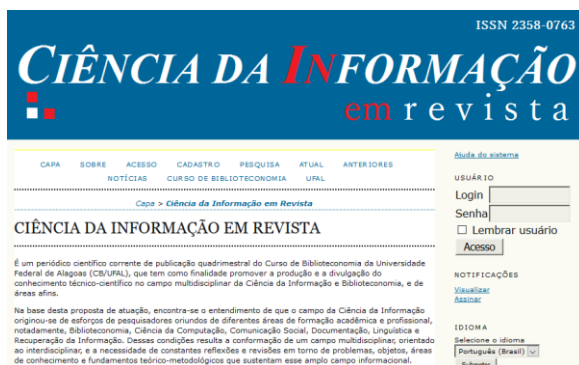 ISSN 2358-0763
CIÊNCIA DA INFORMAÇÃO
em revista
CAPA SOBRE ACESSO CADASTRO PESQUISA ATUAL ANTERIORES
NOTÍCIAS CURSO DE BIBLIOTECONOMIA UFAL
Capa > Ciência da Informação em Revista
CIÊNCIA DA INFORMAÇÃO EM REVISTA
É um periódico científico corrente de publicação quadrimestral do Curso de Biblioteconomia da Universidade
Federal de Alagoas (CB/UFAL), que tem como finalidade promover a produção e a divulgação do
conhecimento técnico-científico no campo multidisciplinar da Ciência da Informação e Biblioteconomia, e de
áreas afins.
Na base desta proposta de atuação, encontra-se o entendimento de que o campo da Ciência da Informação
originou-se de esforços de pesquisadores oriundos de diferentes áreas de formação acadêmica e profissional,
notadamente, Biblioteconomia, Ciência da Computação, Comunicação Social, Documentação, Linguística e
Recuperação da Informação. Dessas condições resulta a conformação de um campo multidisciplinar, orientado
ao interdisciplinar, e a necessidade de constantes reflexões e revisões em torno de problemas, objetos, áreas
de conhecimento e fundamentos teórico-metodológicos que sustentam esse amplo campo informacional.
Ajuda do sistema
USUÁRIO
Login
Senha
Lembrar usuário
Acesso
NOTIFICAÇÕES
Visualizar
Assinar
IDIOMA
Selecione o idioma
Português (Brasil)
Submeter